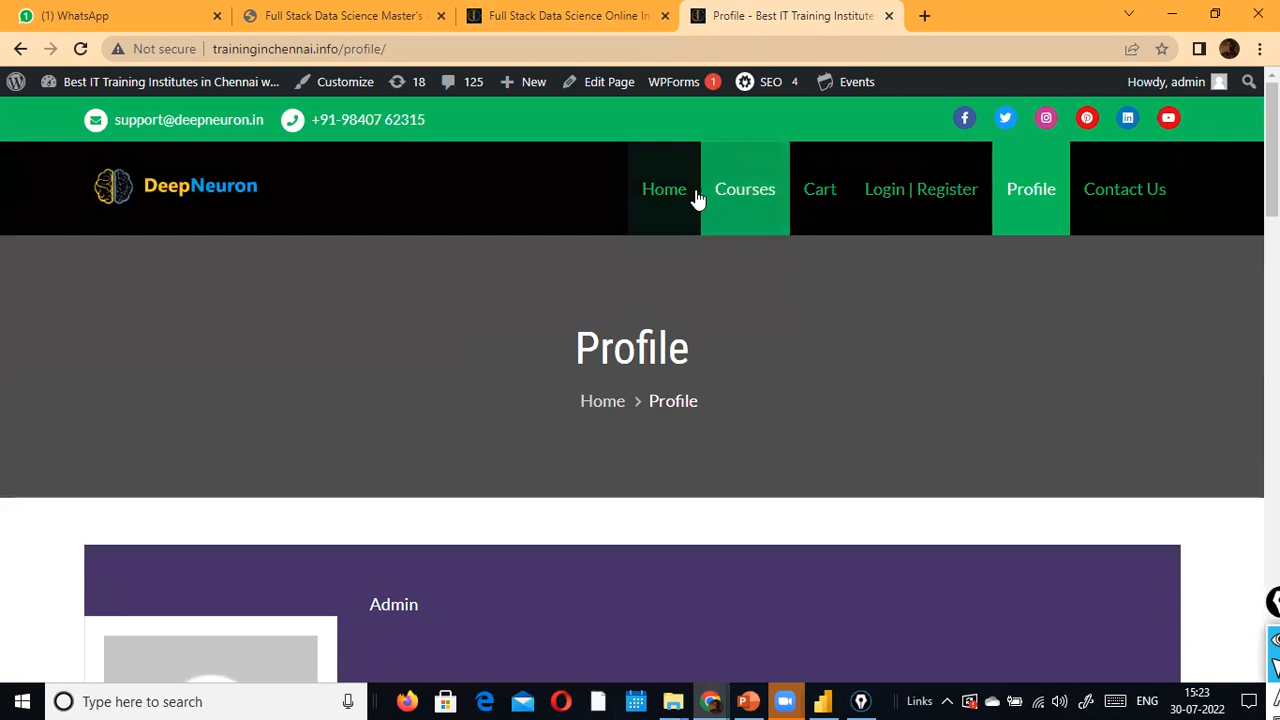 (1) WhatsApp
Full Stack Data Science Master's
Full Stack Data Science Online In
Profile - Best IT Training Institute
Not secure
traininginchennai.info/profile/
Best IT Training Institutes in Chennai w...
Customize
18
125
New
Edit Page
WPForms 1
SEO 4
Events
Howdy, admin
support@deepneuron.in
+91-98407 62315
DeepNeuron
Home
Courses
Cart
Login | Register
Profile
Contact Us
Profile
Home > Profile
Admin
Type here to search
Links
ENG
15:23
30-07-2022